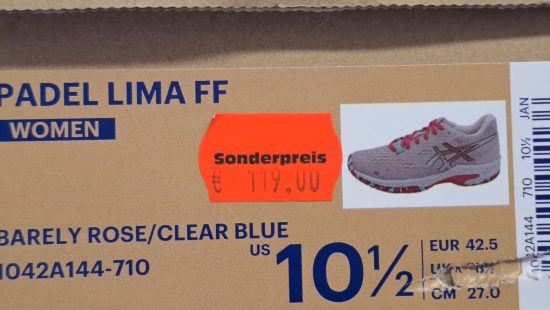 PADEL LIMA FF
WOMEN
Sonderpreis
€ 119.00
BARELY ROSE/CLEAR BLUE
1042A144-710
US 10½
EUR 42.5
UK
CM 27.0
1042A144 710 10½ JAN